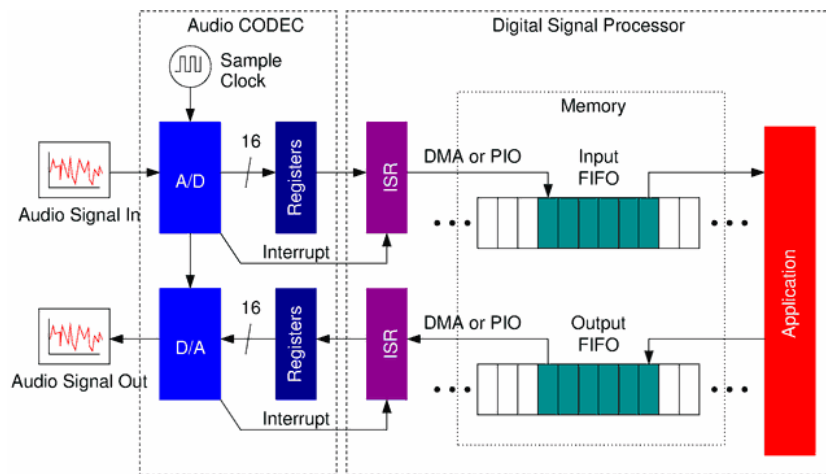 Audio CODEC
Digital Signal Processor
Sample
Clock
Memory
16
DMA or PIO
Input
FIFO
A/D
Registers
ISR
Audio Signal In
Interrupt
Application
16
DMA or PIO
Output
FIFO
D/A
Registers
ISR
Audio Signal Out
Interrupt